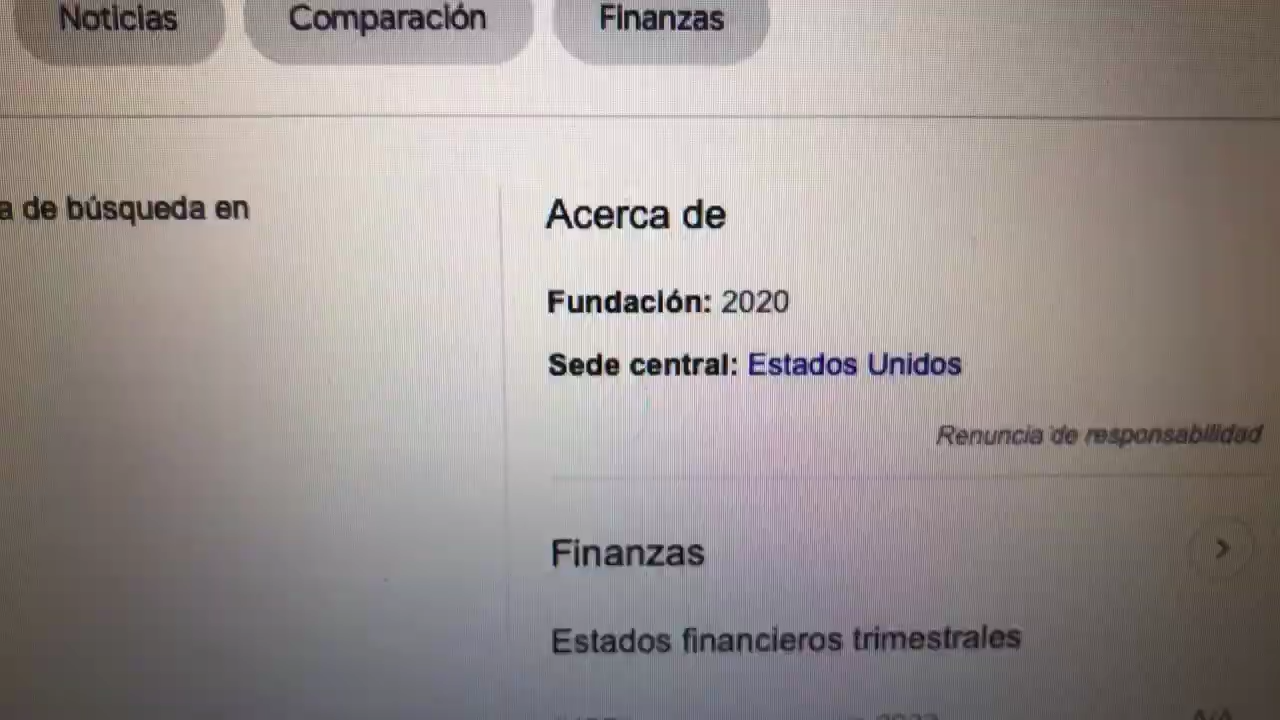 Noticias
Comparación
Finanzas
a de búsqueda en
Acerca de
Fundación: 2020
Sede central: Estados Unidos
Renuncia de responsabilidad
Finanzas
Estados financieros trimestrales